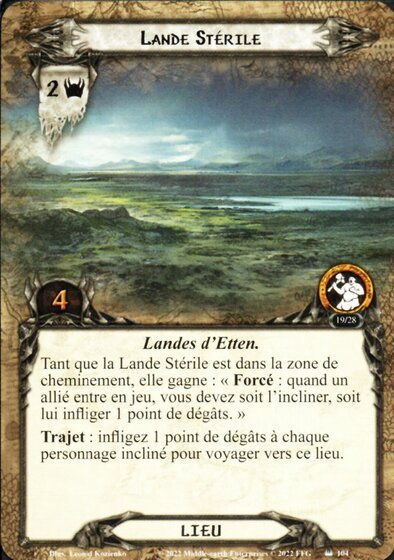 Lande Stérile
2
4
19/28
Landes d'Etten.
Tant que la Lande Stérile est dans la zone de
cheminement, elle gagne : « Forcé : quand un
allié entre en jeu, vous devez soit l'incliner, soit
lui infliger 1 point de dégâts. »
Trajet : infligez 1 point de dégâts à chaque
personnage incliné pour voyager vers ce lieu.
Illus. Leonid Kozienko
© 2022 Middle-earth Enterprises © 2022 FFG
104
LIEU